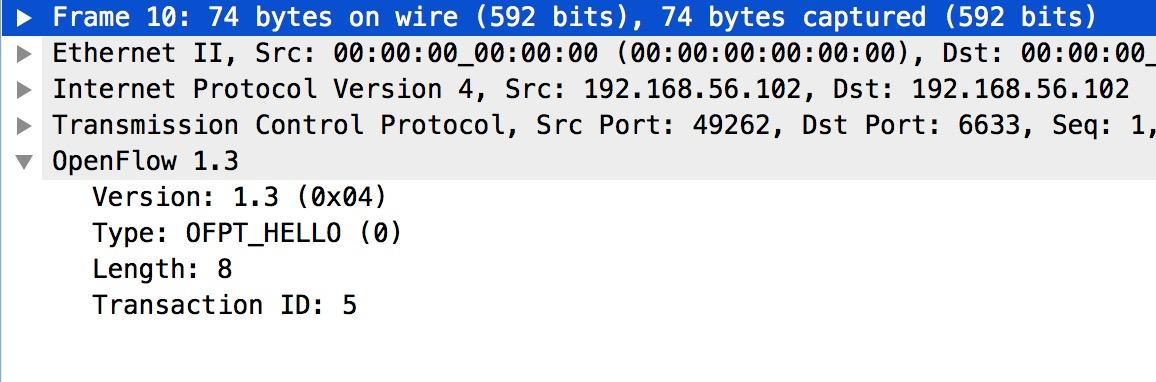 Frame 10: 74 bytes on wire (592 bits), 74 bytes captured (592 bits)
Ethernet II, Src: 00:00:00_00:00:00 (00:00:00:00:00:00), Dst: 00:00:00_
Internet Protocol Version 4, Src: 192.168.56.102, Dst: 192.168.56.102
Transmission Control Protocol, Src Port: 49262, Dst Port: 6633, Seq: 1,
OpenFlow 1.3
Version: 1.3 (0x04)
Type: OFPT_HELLO (0)
Length: 8
Transaction ID: 5